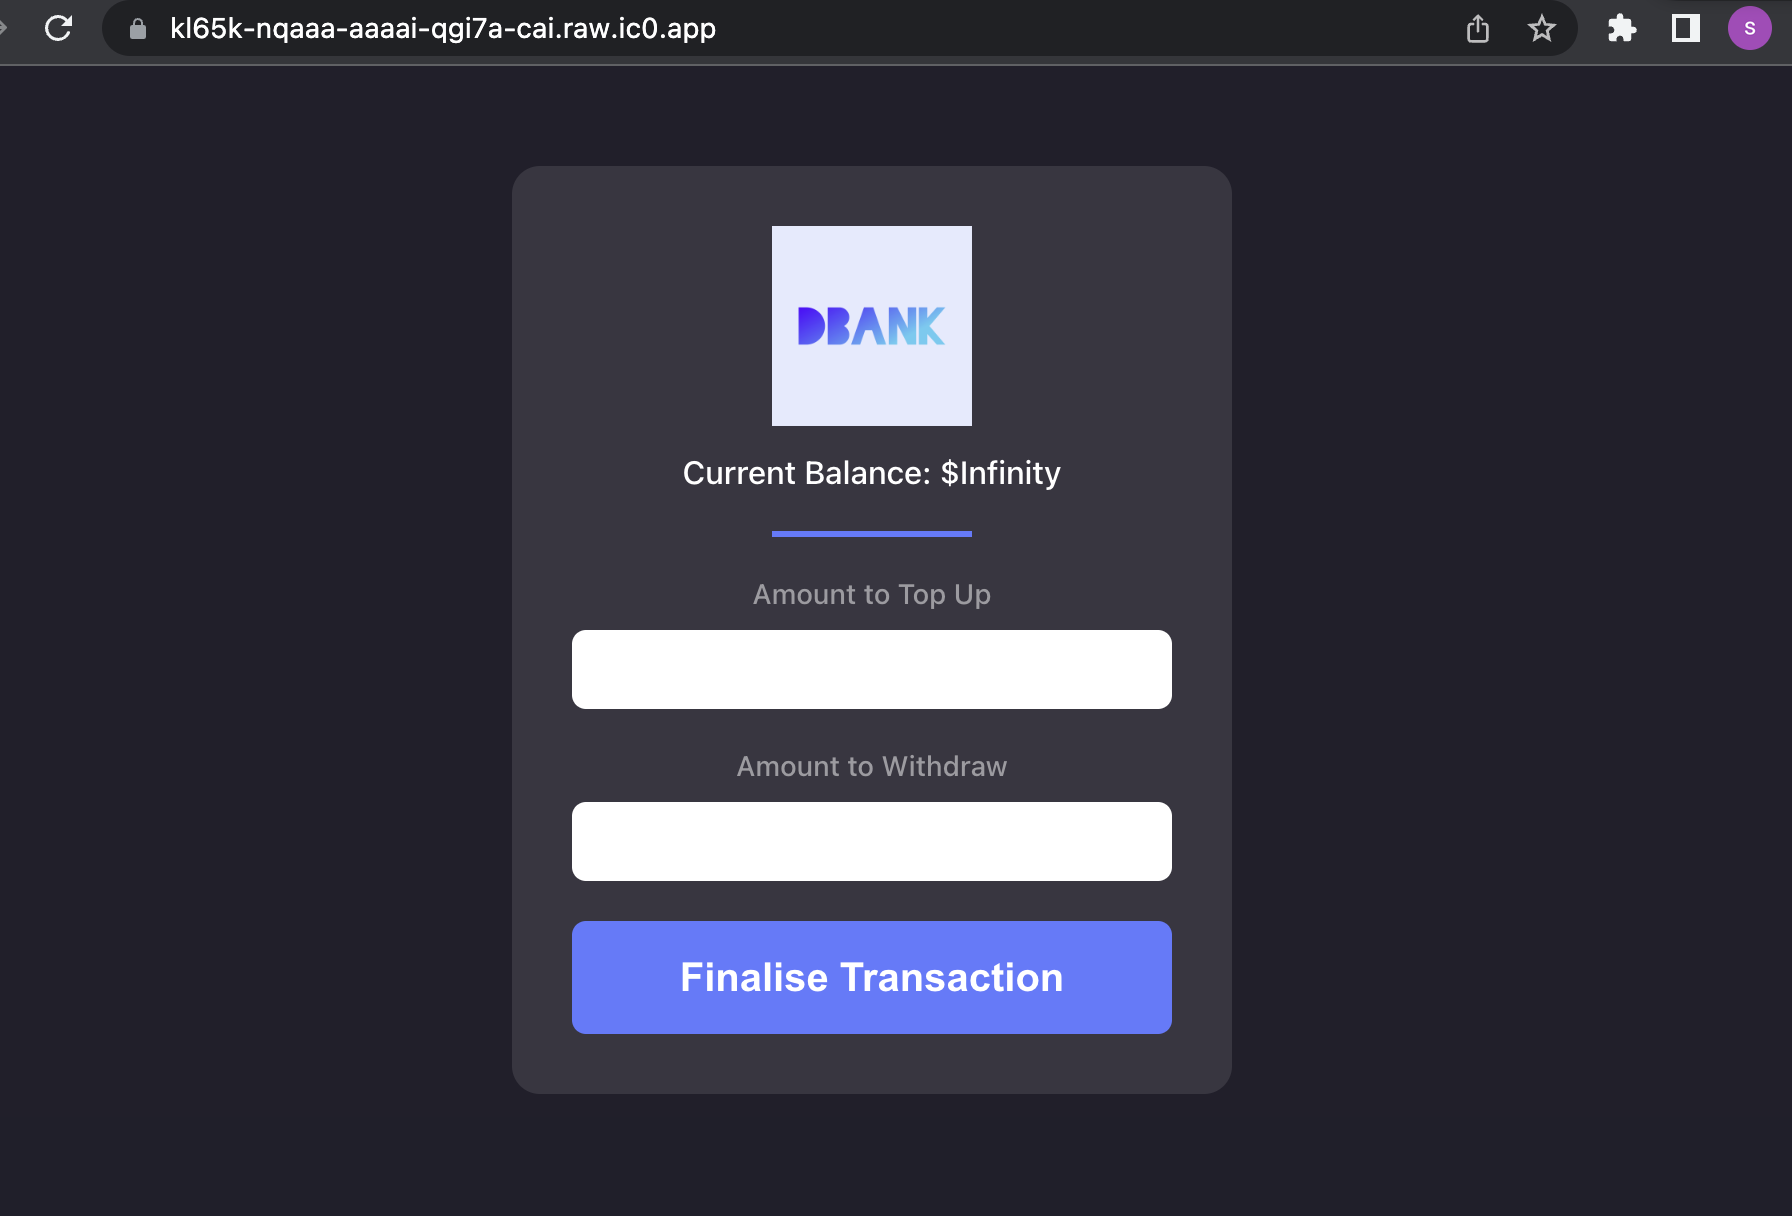 kl65k-nqaaa-aaaai-qgi7a-cai.raw.ic0.app
S
DBANK
Current Balance: $Infinity
Amount to Top Up
Amount to Withdraw
Finalise Transaction